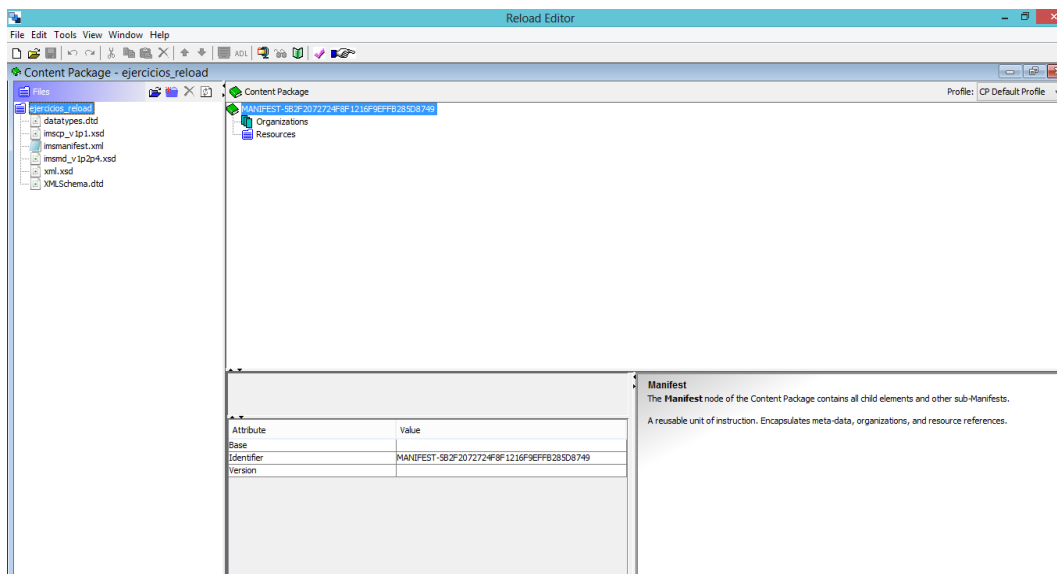 Reload Editor
File Edit Tools View Window Help
ADL
Content Package - ejercicios_reload
Files
Content Package
Profile: CP Default Profile
ejercicios_reload
datatypes.dtd
imscp_v1p1.xsd
imsmanifest.xml
imsmd_v1p2p4.xsd
xml.xsd
XMLSchema.dtd
MANIFEST-5B2F2072724F8F1216F9EFFB285D8749
Organizations
Resources
Attribute Value
Base
Identifier MANIFEST-5B2F2072724F8F1216F9EFFB285D8749
Version
Manifest
The Manifest node of the Content Package contains all child elements and other sub-Manifests.
A reusable unit of instruction. Encapsulates meta-data, organizations, and resource references.